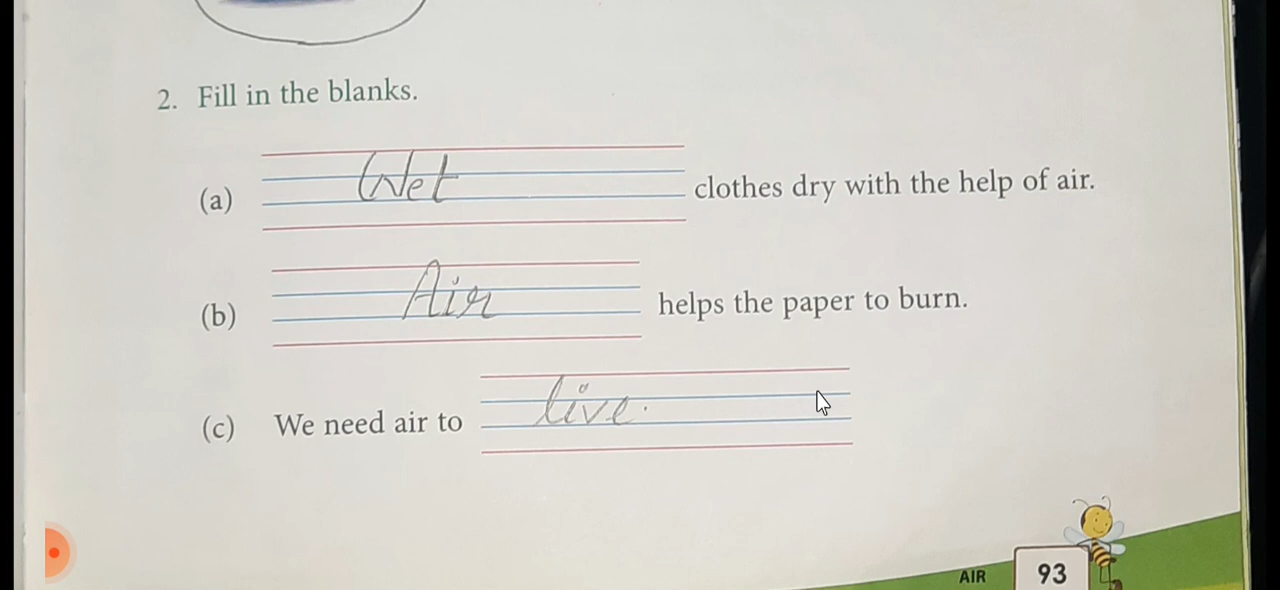 2. Fill in the blanks.
(a) Wet clothes dry with the help of air.
(b) Air helps the paper to burn.
(c) We need air to live.
AIR 93